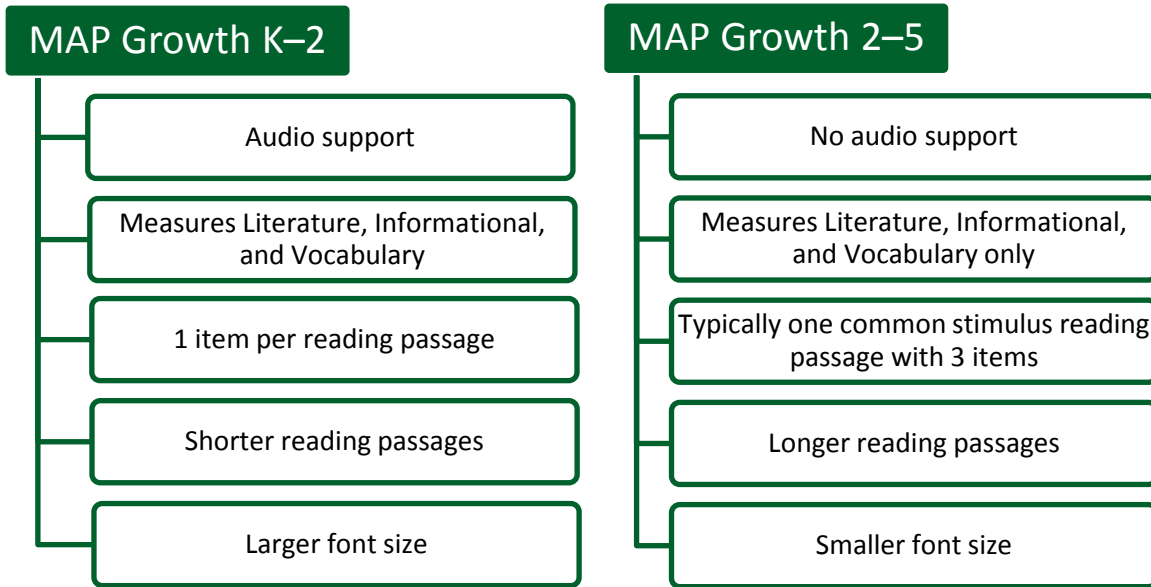 MAP Growth K–2
Audio support
Measures Literature, Informational,
and Vocabulary
1 item per reading passage
Shorter reading passages
Larger font size
MAP Growth 2–5
No audio support
Measures Literature, Informational,
and Vocabulary only
Typically one common stimulus reading
passage with 3 items
Longer reading passages
Smaller font size